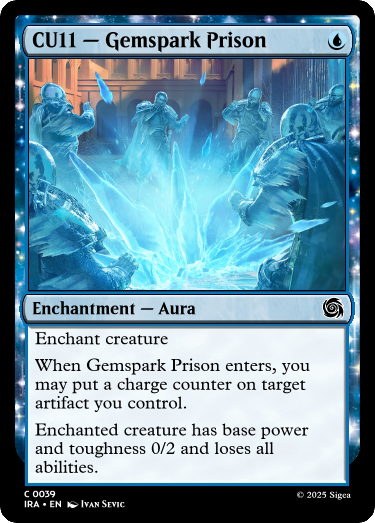 CU11 — Gemspark Prison
Enchantment — Aura
Enchant creature
When Gemspark Prison enters, you
may put a charge counter on target
artifact you control.
Enchanted creature has base power
and toughness 0/2 and loses all
abilities.
C 0039
IRA • EN Ivan Sevic
© 2025 Sigea